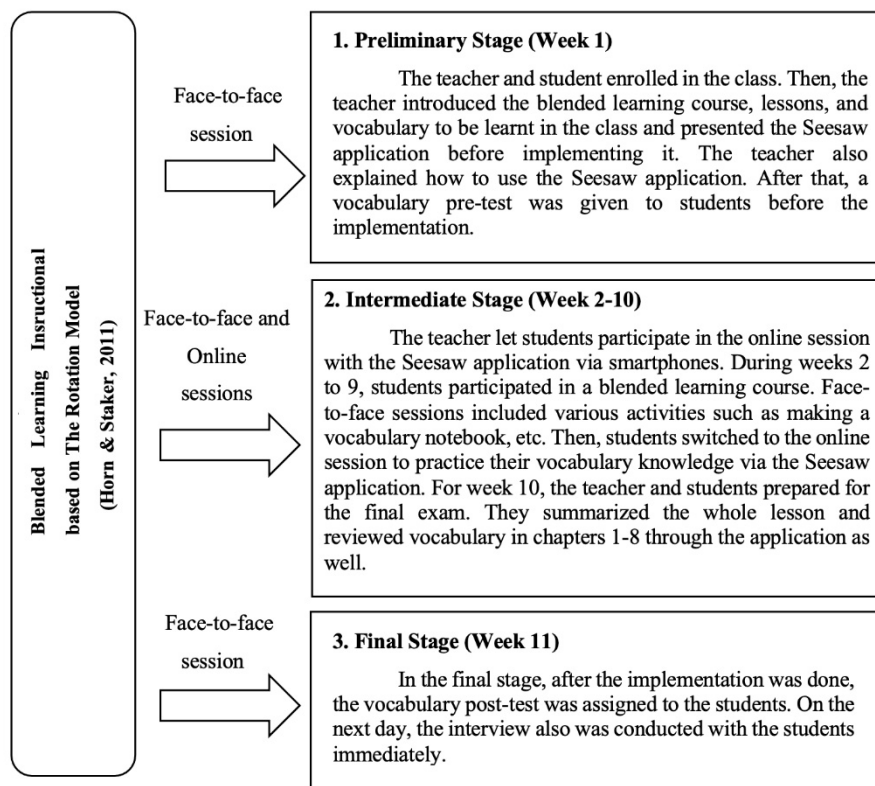 Blended Learning Insructional
based on The Rotation Model
(Horn & Staker, 2011)
Face-to-face
session
1. Preliminary Stage (Week 1)
The teacher and student enrolled in the class. Then, the
teacher introduced the blended learning course, lessons, and
vocabulary to be learnt in the class and presented the Seesaw
application before implementing it. The teacher also
explained how to use the Seesaw application. After that, a
vocabulary pre-test was given to students before the
implementation.
Face-to-face and
Online
sessions
2. Intermediate Stage (Week 2-10)
The teacher let students participate in the online session
with the Seesaw application via smartphones. During weeks 2
to 9, students participated in a blended learning course. Face-
to-face sessions included various activities such as making a
vocabulary notebook, etc. Then, students switched to the online
session to practice their vocabulary knowledge via the Seesaw
application. For week 10, the teacher and students prepared for
the final exam. They summarized the whole lesson and
reviewed vocabulary in chapters 1-8 through the application as
well.
Face-to-face
session
3. Final Stage (Week 11)
In the final stage, after the implementation was done,
the vocabulary post-test was assigned to the students. On the
next day, the interview also was conducted with the students
immediately.